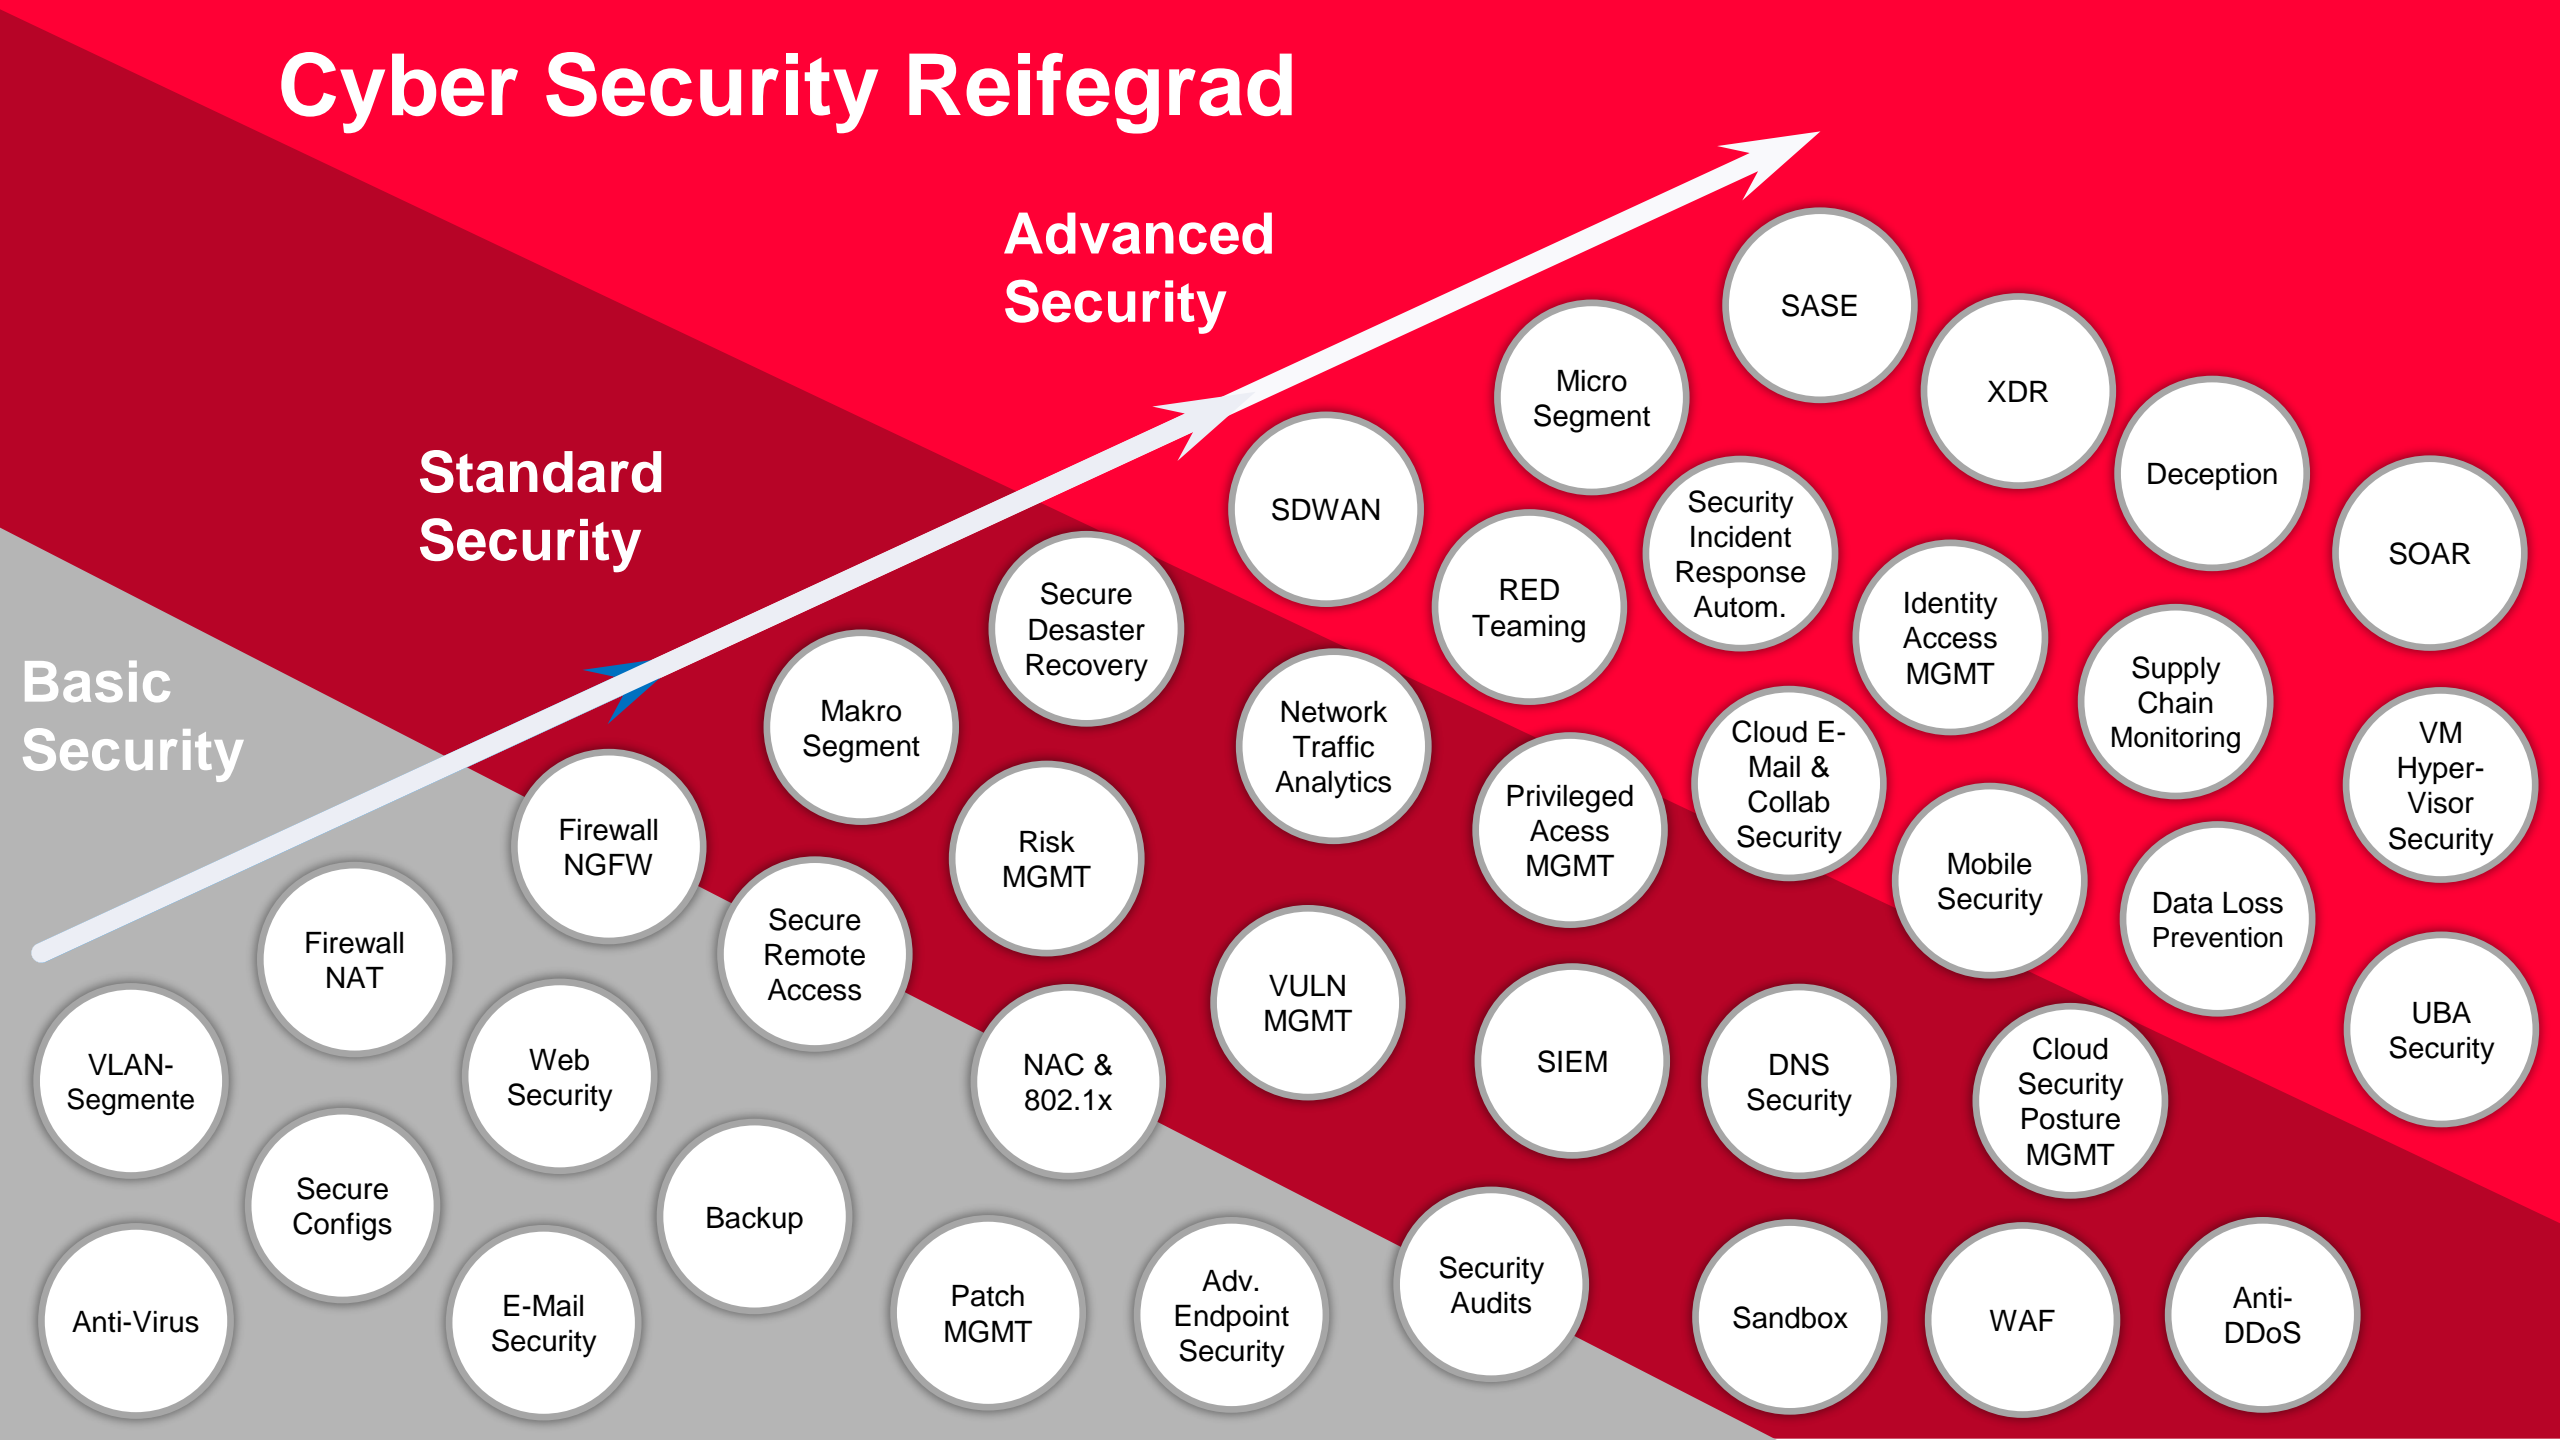 Cyber Security Reifegrad
Advanced
Security
Standard
Security
Basic
Security
SASE
Micro
Segment
XDR
Deception
SDWAN
Security
Incident
Response
Autom.
SOAR
RED
Teaming
Secure
Desaster
Recovery
Identity
Access
MGMT
Supply
Chain
Monitoring
Makro
Segment
Network
Traffic
Analytics
Cloud E-
Mail &
Collab
Security
VM
Hyper-
Visor
Security
Privileged
Acess
MGMT
Firewall
NGFW
Risk
MGMT
Mobile
Security
Data Loss
Prevention
Firewall
NAT
Secure
Remote
Access
VULN
MGMT
UBA
Security
VLAN-
Segmente
Web
Security
NAC &
802.1x
SIEM
DNS
Security
Cloud
Security
Posture
MGMT
Secure
Configs
Backup
Anti-Virus
E-Mail
Security
Patch
MGMT
Adv.
Endpoint
Security
Security
Audits
Sandbox
WAF
Anti-
DDoS